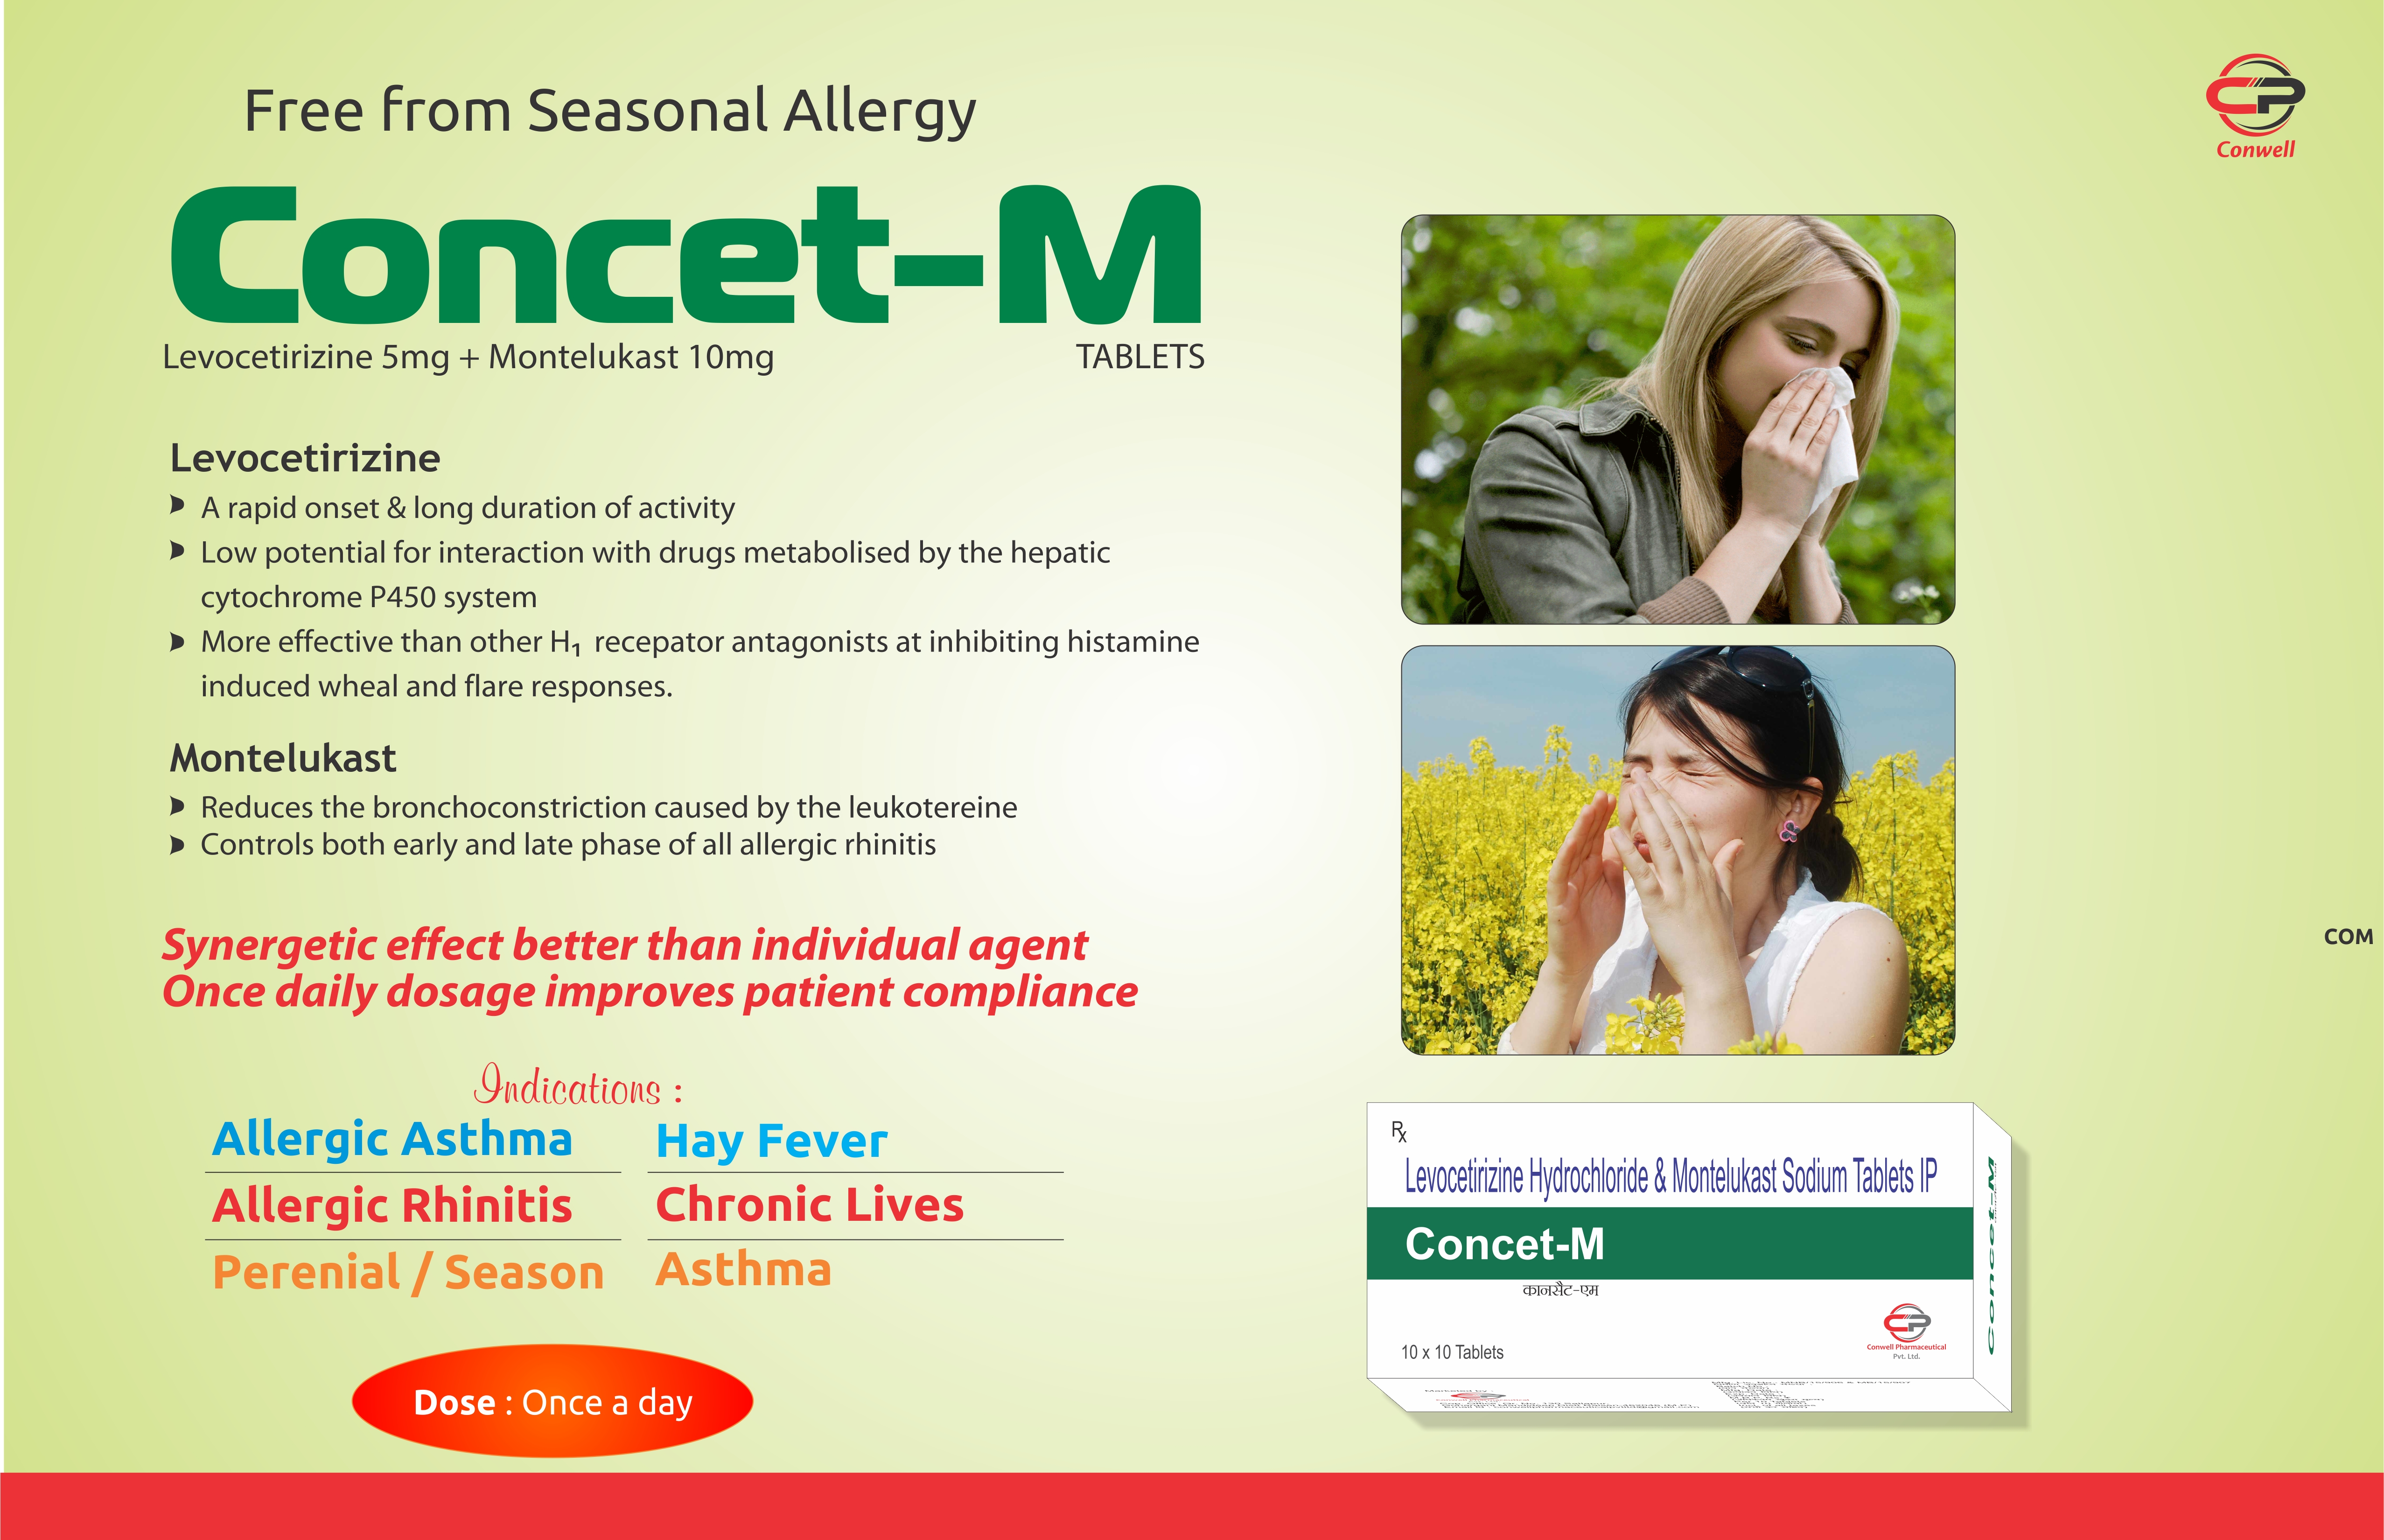 Free from Seasonal Allergy
Conwell
Concet-M
Levocetirizine 5mg + Montelukast 10mg
TABLETS
Levocetirizine
A rapid onset & long duration of activity
Low potential for interaction with drugs metabolised by the hepatic
cytochrome P450 system
More effective than other H₁ recepator antagonists at inhibiting histamine
induced wheal and flare responses.
Montelukast
Reduces the bronchoconstriction caused by the leukotereine
Controls both early and late phase of all allergic rhinitis
Synergetic effect better than individual agent
Once daily dosage improves patient compliance
COM
Indications :
Allergic Asthma
Hay Fever
Allergic Rhinitis
Chronic Lives
Perenial / Season
Asthma
Dose : Once a day
Rx
Levocetirizine Hydrochloride & Montelukast Sodium Tablets IP
Concet-M
कानसैट-एम
10 x 10 Tablets
Conwell Pharmaceutical
Pvt. Ltd.
Concet-M
Marketed by :